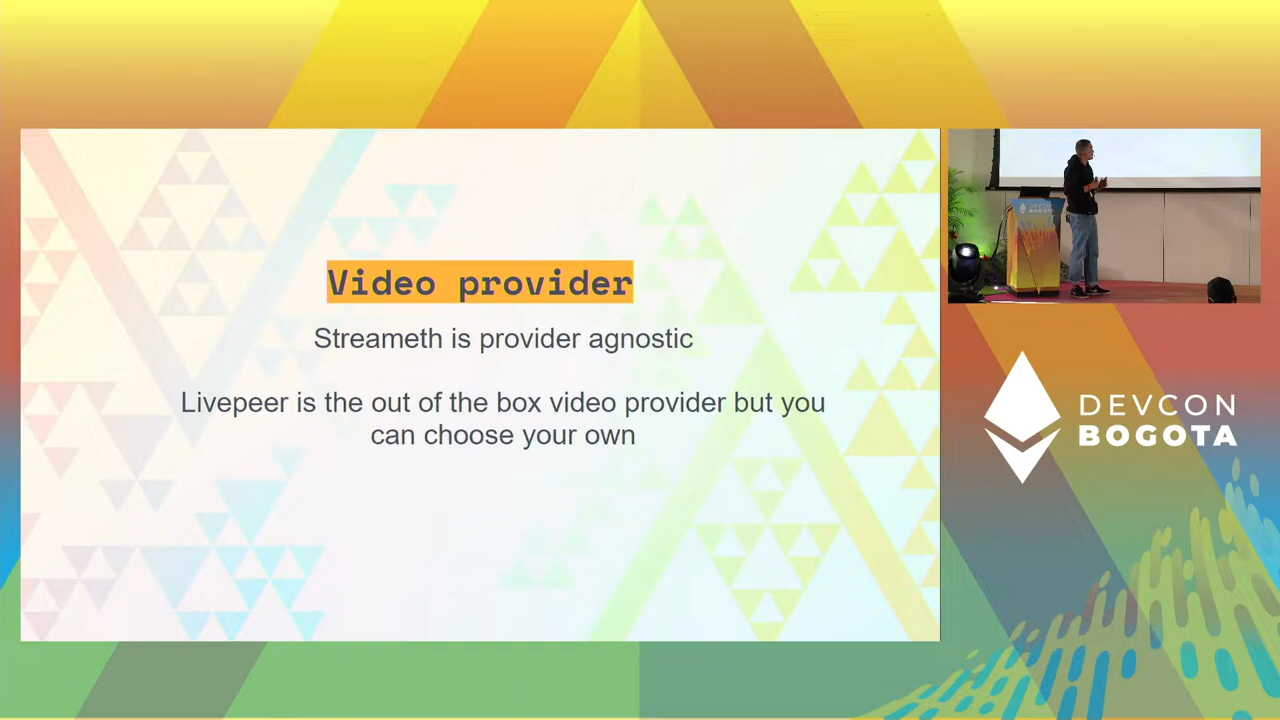 Video provider
Streameth is provider agnostic
Livepeer is the out of the box video provider but you
can choose your own
DEVCON
BOGOTA